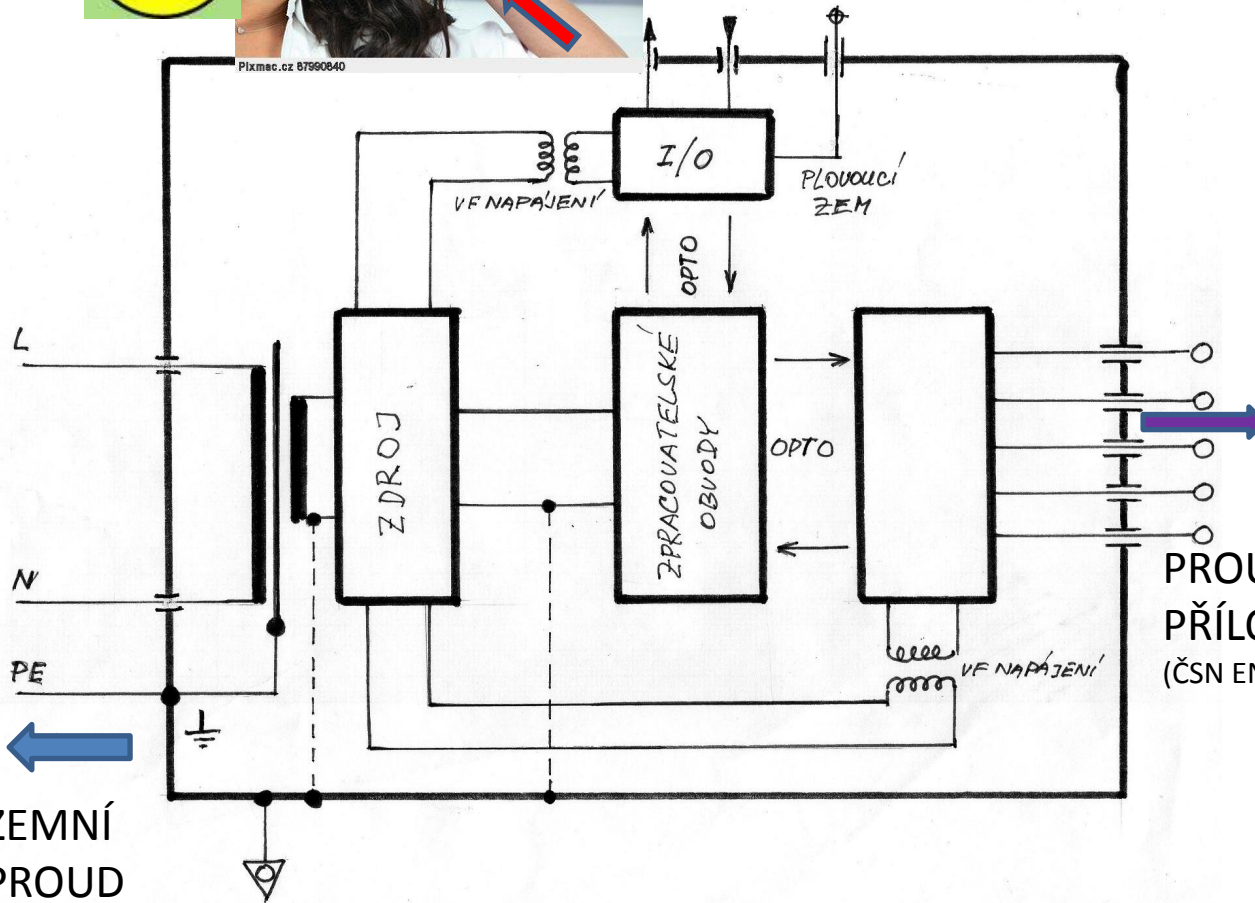 Pixmac.cz 87990840
I/O
VF NAPÁJENÍ
PLOVOUCÍ
ZEM
OPTO
L
ZDROJ
ZPRACOVATELSKÉ
OBVODY
OPTO
N
PE
VF NAPÁJENÍ
PROU
PŘÍLO
(ČSN EN
ZEMNÍ
PROUD